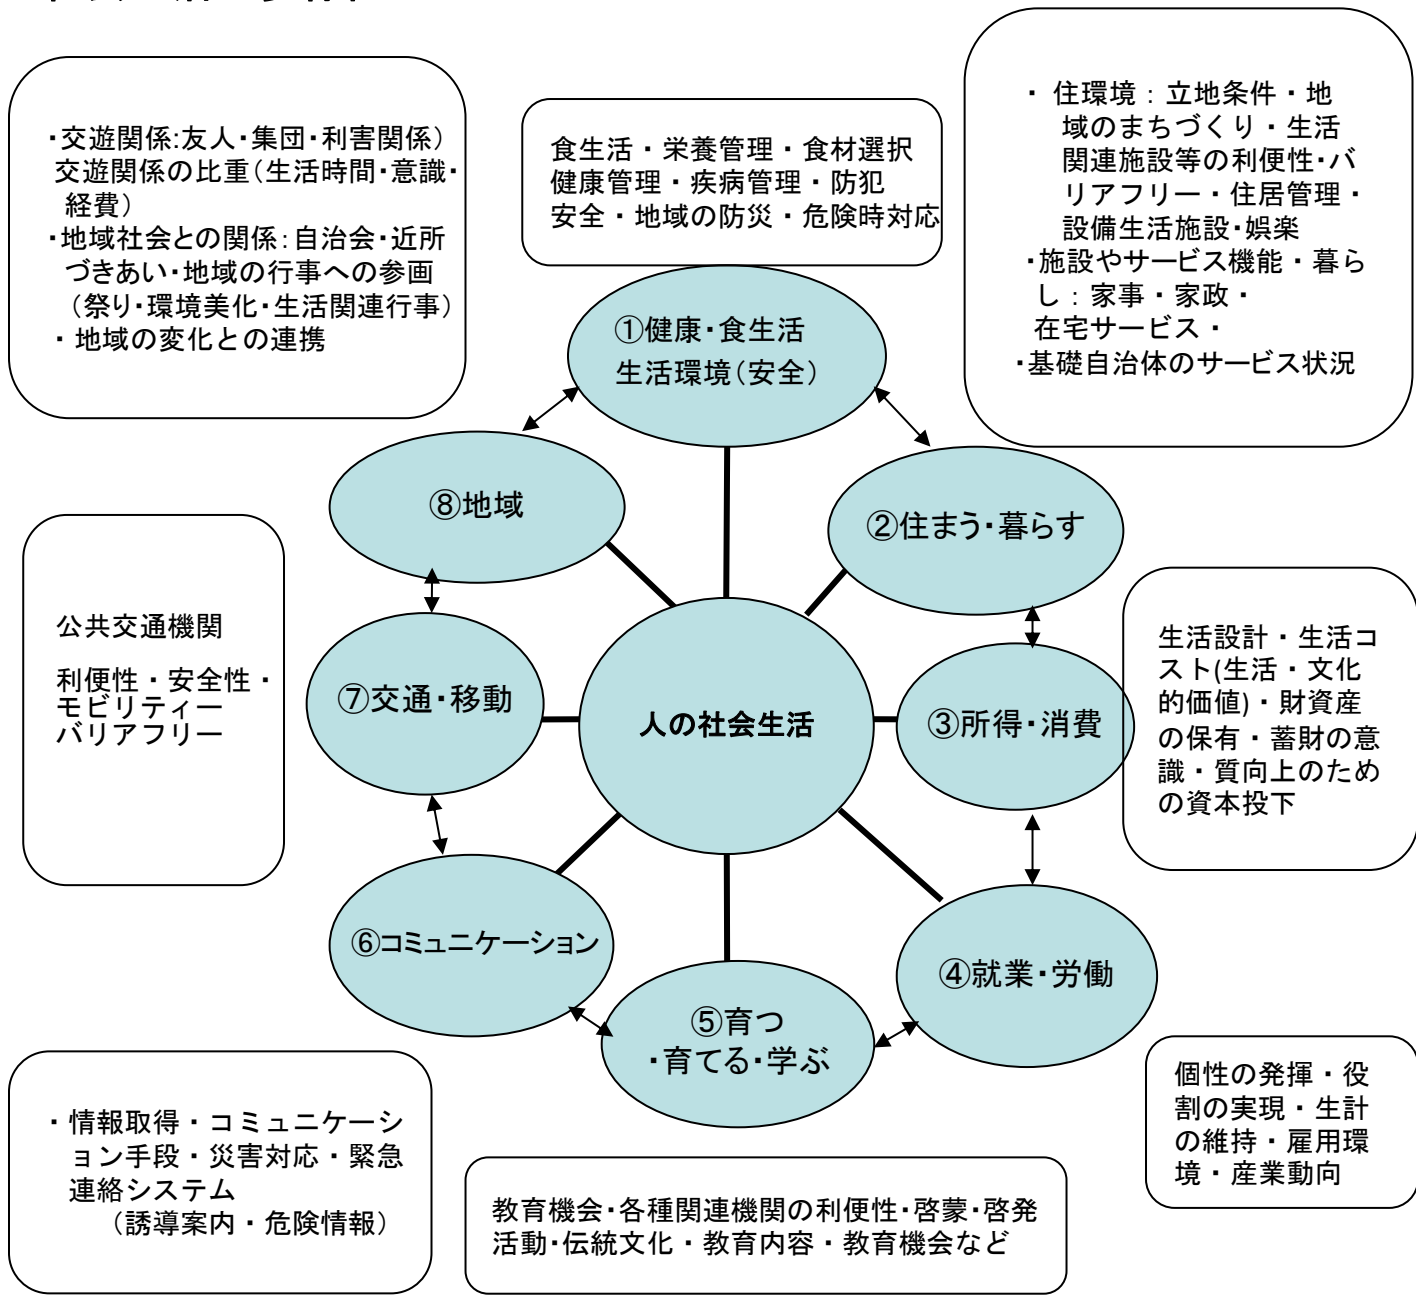 ・交遊関係:友人・集団・利害関係）
交遊関係の比重（生活時間・意識・
経費）
・地域社会との関係：自治会・近所
づきあい・地域の行事への参画
（祭り・環境美化・生活関連行事）
・地域の変化との連携
食生活・栄養管理・食材選択
健康管理・疾病管理・防犯
安全・地域の防災・危険時対応
・ 住環境：立地条件・地
域のまちづくり・生活
関連施設等の利便性・バ
リアフリー・住居管理・
設備生活施設・娯楽
・施設やサービス機能・暮ら
し：家事・家政・
在宅サービス・
・基礎自治体のサービス状況
①健康・食生活
生活環境（安全）
⑧地域
②住まう・暮らす
公共交通機関
利便性・安全性・
モビリティー
バリアフリー
⑦交通・移動
人の社会生活
③所得・消費
生活設計・生活コ
スト(生活・文化
的価値)・財資産
の保有・蓄財の意
識・質向上のため
の資本投下
⑥コミュニケーション
④就業・労働
⑤育つ
・育てる・学ぶ
・情報取得・コミュニケーシ
ョン手段・災害対応・緊急
連絡システム
（誘導案内・危険情報）
教育機会・各種関連機関の利便性・啓蒙・啓発
活動・伝統文化・教育内容・教育機会など
個性の発揮・役
割の実現・生計
の維持・雇用環
境・産業動向